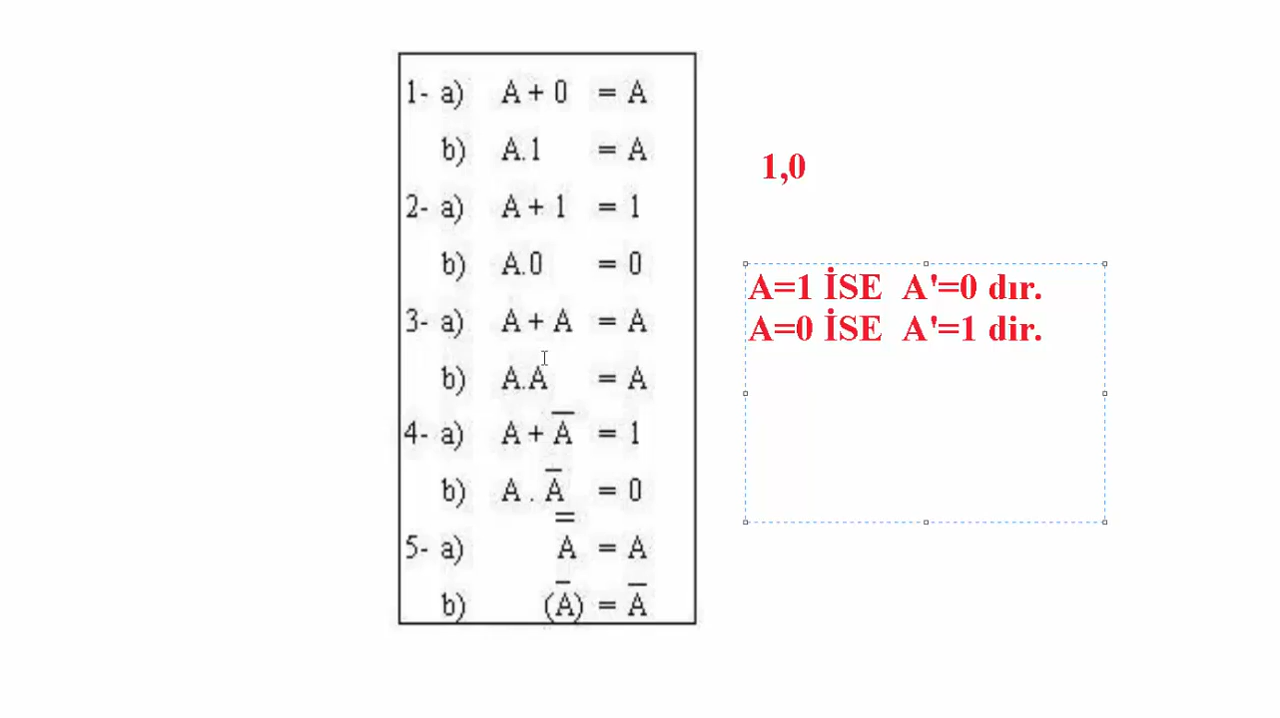 1- a) A + 0 = A
b) A.1 = A
2- a) A + 1 = 1
b) A.0 = 0
3- a) A + A = A
b) A.A = A
4- a) A + A̅ = 1
b) A . A̅ = 0
5- a) A̿ = A
b) (A̅) = A̅
1,0
A=1 İSE A'=0 dır.
A=0 İSE A'=1 dir.